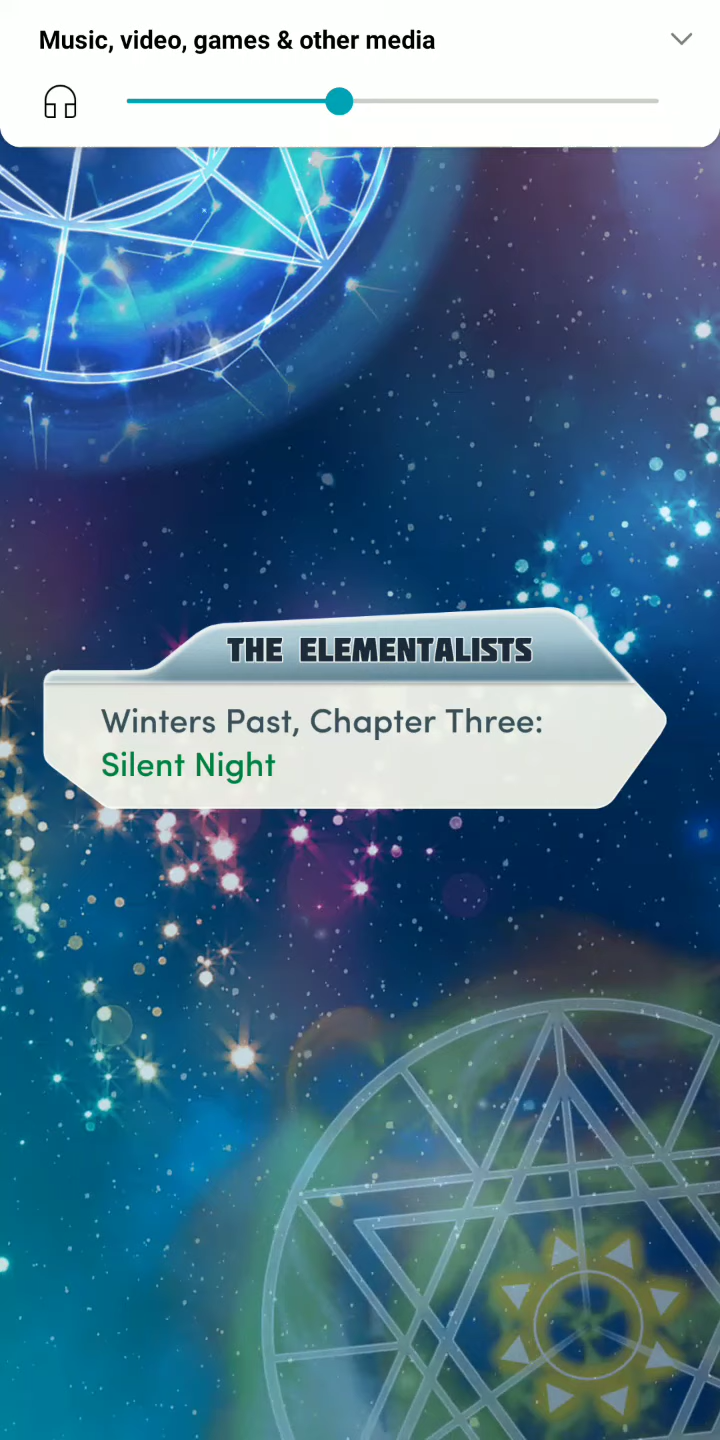 Music, video, games & other media
THE ELEMENTALISTS
Winters Past, Chapter Three:
Silent Night